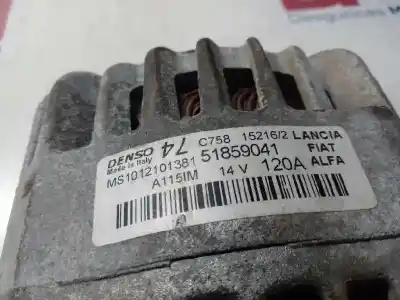 DENSO 74 C758 15216/2 LANCIA
Made in Italy 51859041 FIAT
MS1012101381 14 V 120A ALFA
A115IM